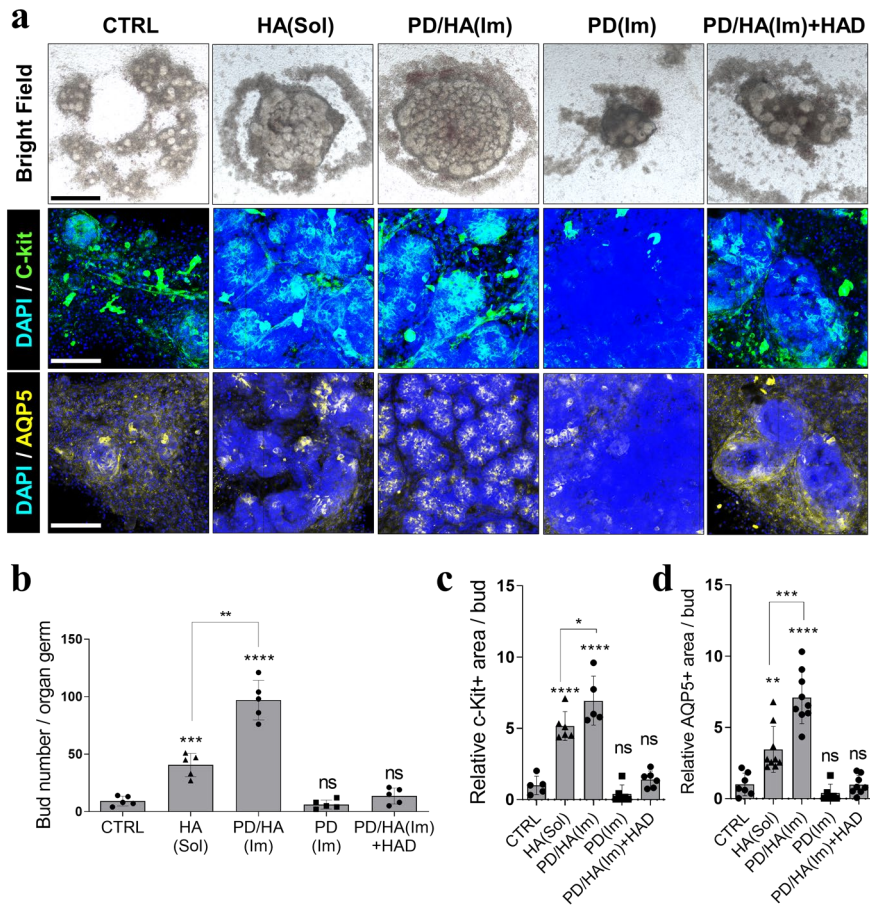 a
CTRL
HA(Sol)
PD/HA(Im)
PD(Im)
PD/HA(Im)+HAD
Bright Field
DAPI / C-kit
DAPI / AQP5
b
Bud number / organ germ
150
100
50
0
***
**
****
ns
ns
CTRL
HA
(Sol)
PD/HA
(Im)
PD
(Im)
PD/HA(Im)
+HAD
c
Relative c-Kit+ area / bud
15
10
5
0
****
*
****
ns
ns
CTRL
HA(Sol)
PD/HA(Im)
PD(Im)
PD/HA(Im)+HAD
d
Relative AQP5+ area / bud
15
10
5
0
**
***
****
ns
ns
CTRL
HA(Sol)
PD/HA(Im)
PD(Im)
PD/HA(Im)+HAD